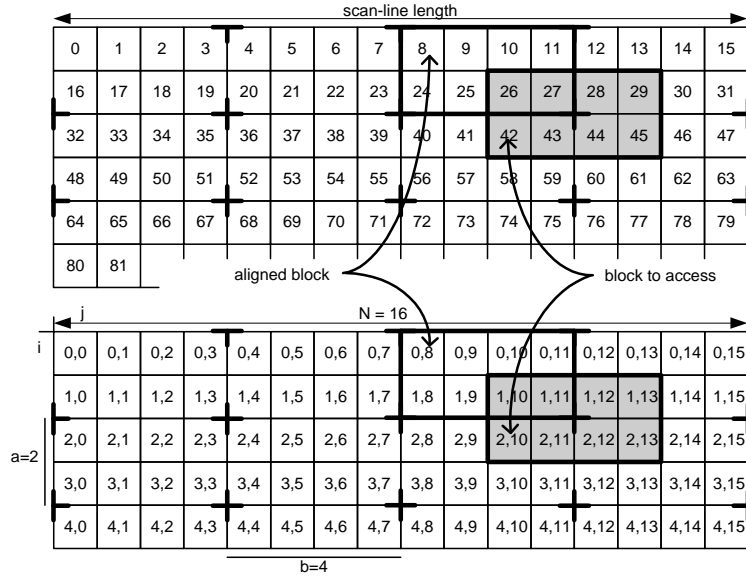 scan-line length
0 1 2 3 4 5 6 7 8 9 10 11 12 13 14 15
16 17 18 19 20 21 22 23 24 25 26 27 28 29 30 31
32 33 34 35 36 37 38 39 40 41 42 43 44 45 46 47
48 49 50 51 52 53 54 55 56 57 58 59 60 61 62 63
64 65 66 67 68 69 70 71 72 73 74 75 76 77 78 79
80 81
aligned block block to access
j N = 16
i
0,0 0,1 0,2 0,3 0,4 0,5 0,6 0,7 0,8 0,9 0,10 0,11 0,12 0,13 0,14 0,15
1,0 1,1 1,2 1,3 1,4 1,5 1,6 1,7 1,8 1,9 1,10 1,11 1,12 1,13 1,14 1,15
2,0 2,1 2,2 2,3 2,4 2,5 2,6 2,7 2,8 2,9 2,10 2,11 2,12 2,13 2,14 2,15
a=2
3,0 3,1 3,2 3,3 3,4 3,5 3,6 3,7 3,8 3,9 3,10 3,11 3,12 3,13 3,14 3,15
4,0 4,1 4,2 4,3 4,4 4,5 4,6 4,7 4,8 4,9 4,10 4,11 4,12 4,13 4,14 4,15
b=4